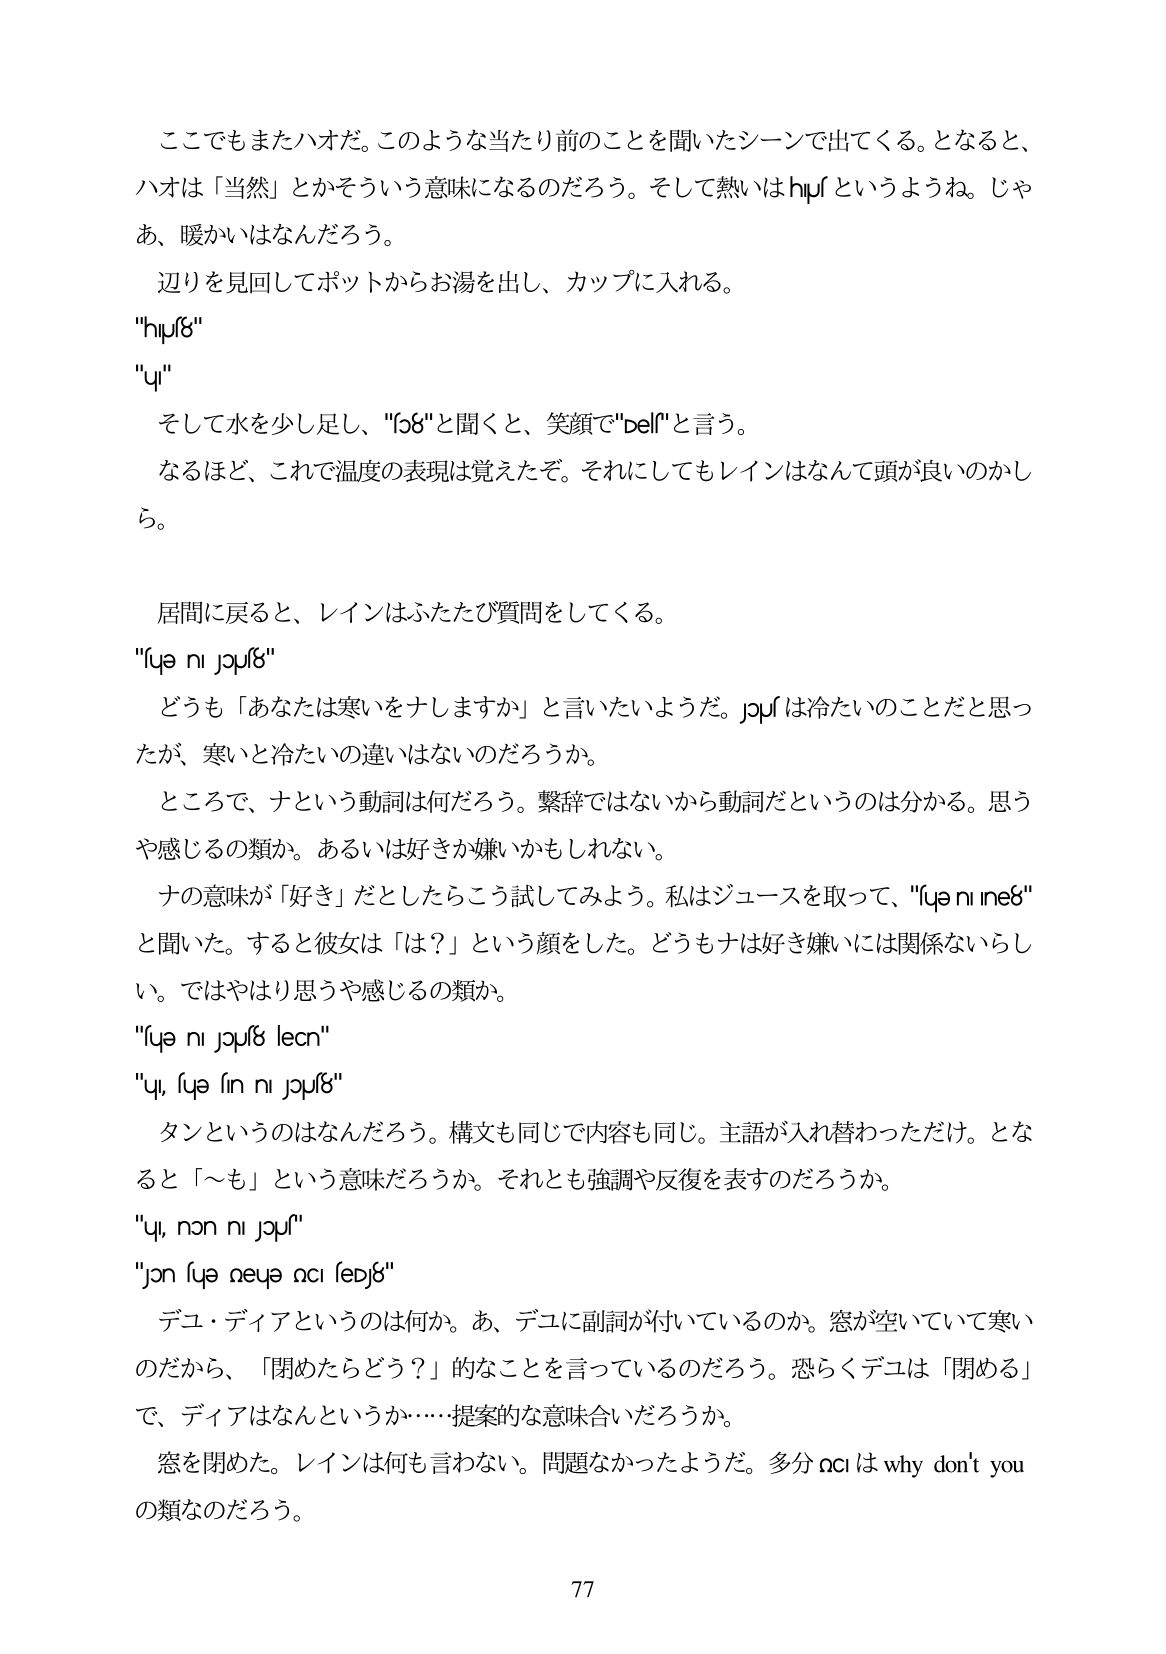 ここでもまたハオだ。このような当たり前のことを聞いたシーンで出てくる。となると、
ハオは「当然」とかそういう意味になるのだろう。そして熱いは hıµſ というようね。じゃ
あ、暖かいはなんだろう。
辺りを見回してポットからお湯を出し、カップに入れる。
"hıµſ8"
"ɥı"
そして水を少し足し、"ſɔ8"と聞くと、笑顔で"ᴅelſ"と言う。
なるほど、これで温度の表現は覚えたぞ。それにしてもレインはなんて頭が良いのかし
ら。
居間に戻ると、レインはふたたび質問をしてくる。
"ſɥə nı ȷɔµſ8"
どうも「あなたは寒いをナしますか」と言いたいようだ。ȷɔµſ は冷たいのことだと思っ
たが、寒いと冷たいの違いはないのだろうか。
ところで、ナという動詞は何だろう。繋辞ではないから動詞だというのは分かる。思う
や感じるの類か。あるいは好きか嫌いかもしれない。
ナの意味が「好き」だとしたらこう試してみよう。私はジュースを取って、"ſɥə nı ıne8"
と聞いた。すると彼女は「は？」という顔をした。どうもナは好き嫌いには関係ないらし
い。ではやはり思うや感じるの類か。
"ſɥə nı ȷɔµſ8 lecn"
"ɥı, ſɥə ſın nı ȷɔµſ8"
タンというのはなんだろう。構文も同じで内容も同じ。主語が入れ替わっただけ。とな
ると「～も」という意味だろうか。それとも強調や反復を表すのだろうか。
"ɥı, nɔn nı ȷɔµſ"
"ȷɔn ſɥə Ωeɥə Ωcı ſeᴅȷ8"
デユ・ディアというのは何か。あ、デユに副詞が付いているのか。窓が空いていて寒い
のだから、「閉めたらどう？」的なことを言っているのだろう。恐らくデユは「閉める」
で、ディアはなんというか……提案的な意味合いだろうか。
窓を閉めた。レインは何も言わない。問題なかったようだ。多分 Ωcı は why don't you
の類なのだろう。
77